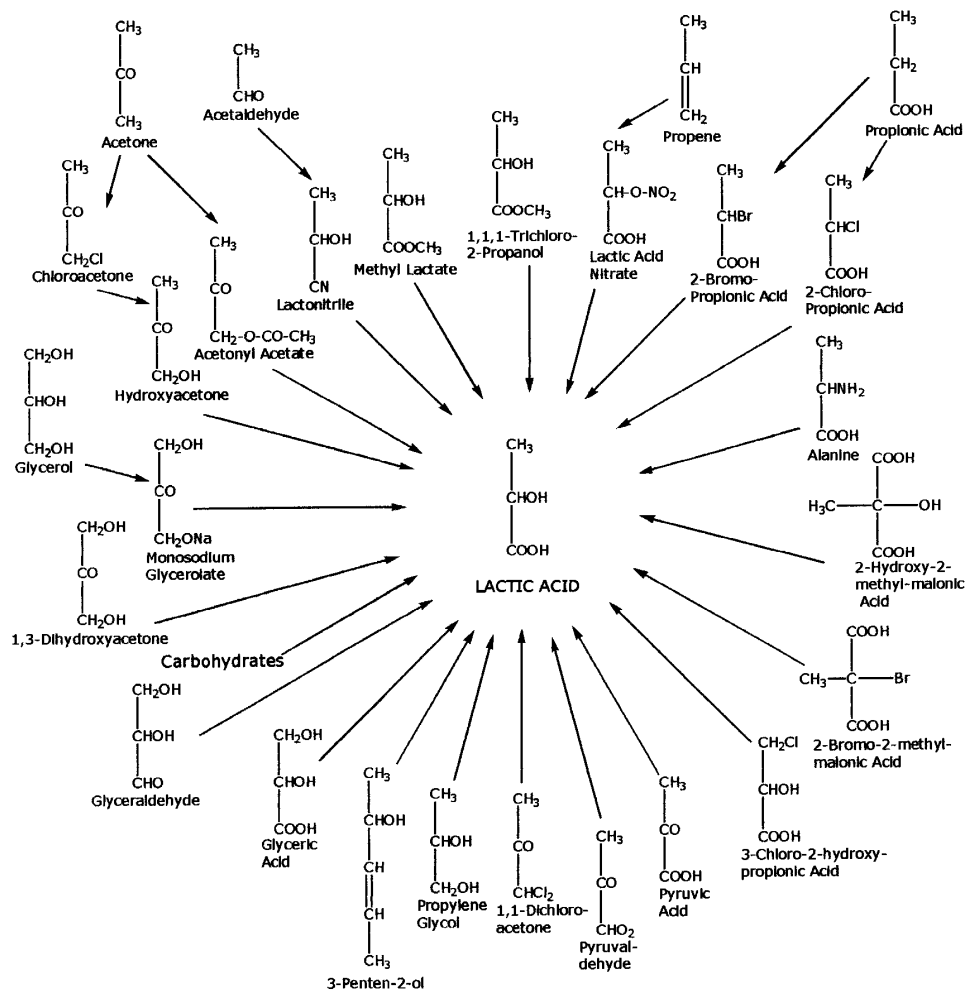 CH3
CO
CH3
Acetone
CH3
CHO
Acetaldehyde
CH3
CH
CH2
Propene
CH3
CH2
COOH
Propionic Acid
CH3
CO
CH2Cl
Chloroacetone
CH3
CO
CH2OH
Hydroxyacetone
CH3
CO
CH2-O-CO-CH3
Acetonyl Acetate
CH3
CHOH
CN
Lactonitrile
CH3
CHOH
COOCH3
Methyl Lactate
CH3
CHOH
COOCH3
1,1,1-Trichloro-
2-Propanol
CH3
CH-O-NO2
COOH
Lactic Acid
Nitrate
CH3
CHBr
COOH
2-Bromo-
Propionic Acid
CH3
CHCl
COOH
2-Chloro-
Propionic Acid
CH2OH
CHOH
CH2OH
Glycerol
CH2OH
CO
CH2ONa
Monosodium
Glycerolate
CH3
CHOH
COOH
LACTIC ACID
CH3
CHNH2
COOH
Alanine
COOH
H3C C OH
COOH
2-Hydroxy-2-
methyl-malonic
Acid
CH2OH
CO
CH2OH
1,3-Dihydroxyacetone
Carbohydrates
COOH
CH3 C Br
COOH
2-Bromo-2-methyl-
malonic Acid
CH2OH
CHOH
CHO
Glyceraldehyde
CH2OH
CHOH
COOH
Glyceric
Acid
CH3
CHOH
CH
CH
CH3
3-Penten-2-ol
CH3
CHOH
CH2OH
Propylene
Glycol
CH3
CO
CHCl2
1,1-Dichloro-
acetone
CH3
CO
CHO2
Pyruval-
dehyde
CH3
CO
COOH
Pyruvic
Acid
CH2Cl
CHOH
COOH
3-Chloro-2-hydroxy-
propionic Acid